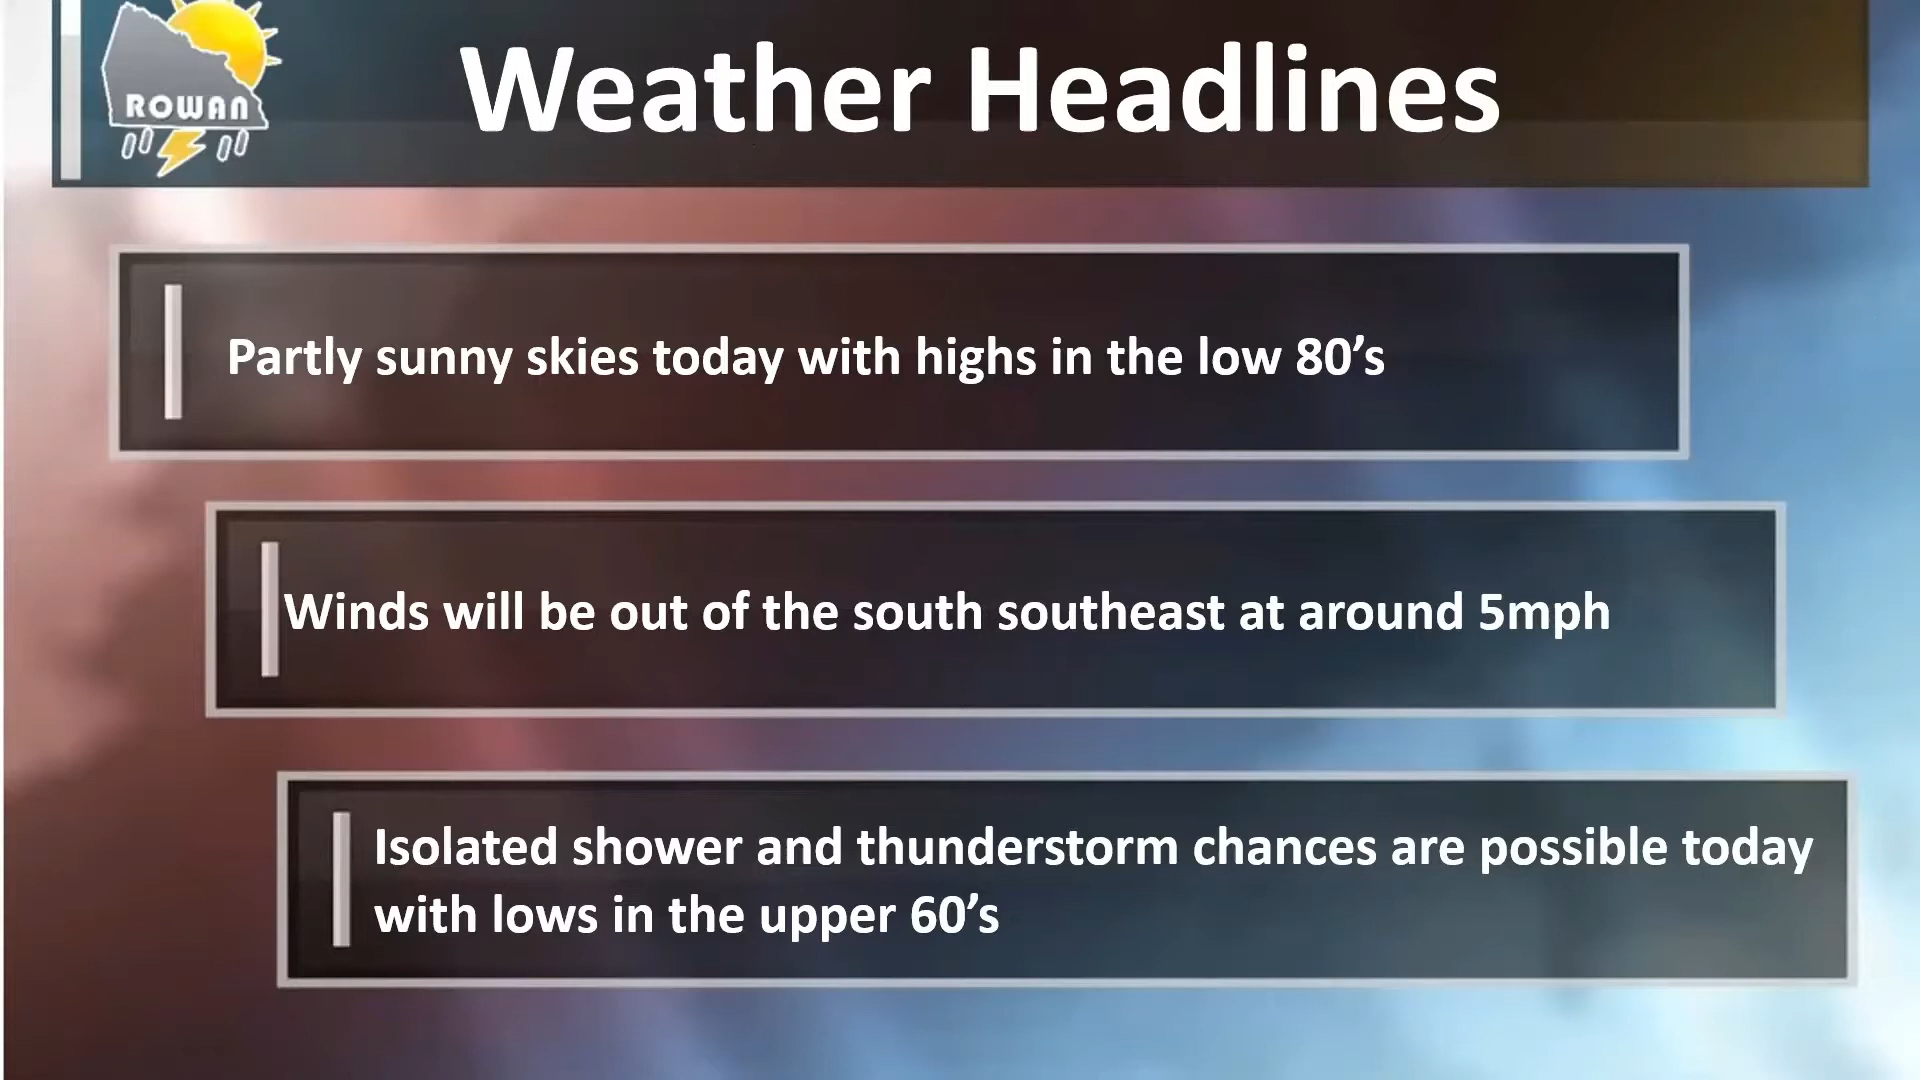 ROWAN
Weather Headlines
Partly sunny skies today with highs in the low 80’s
Winds will be out of the south southeast at around 5mph
Isolated shower and thunderstorm chances are possible today
with lows in the upper 60’s